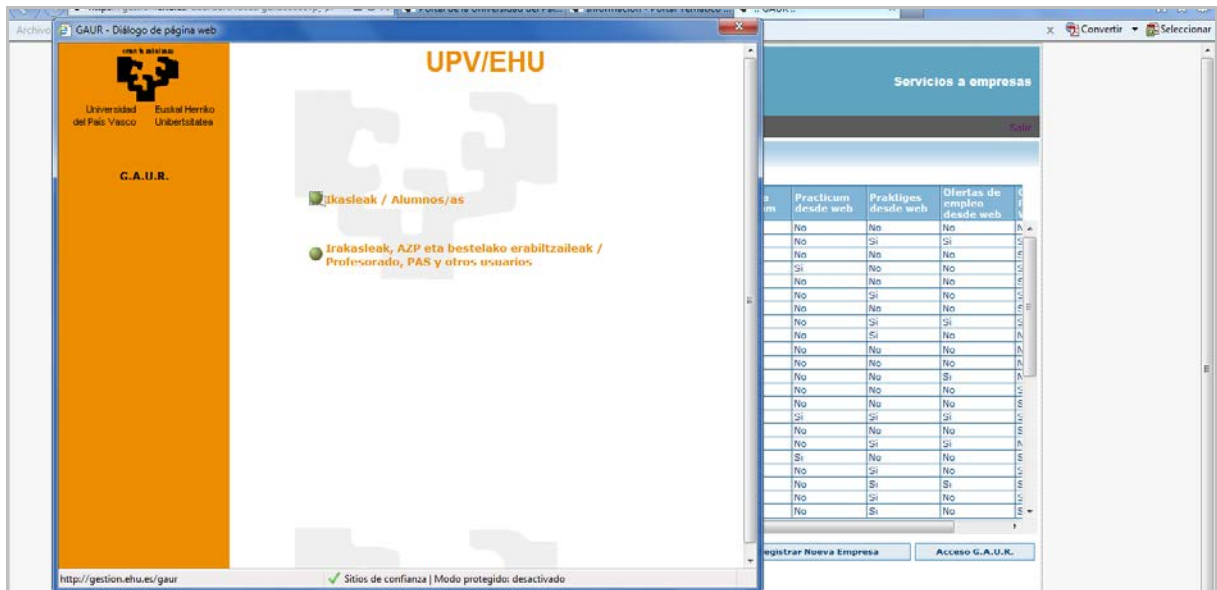 Archivo
GAUR - Diálogo de página web
Convertir
Seleccionar
Universidad Euskal Herriko
del País Vasco Unibertsitatea
G.A.U.R.
UPV/EHU
Ikasleak / Alumnos/as
Irakasleak, AZP eta bestelako erabiltzaileak /
Profesorado, PAS y otros usuarios
http://gestion.ehu.es/gaur
Sitios de confianza | Modo protegido: desactivado
Servicios a empresas
Salir
Practicum desde web Praktiges desde web Ofertas de empleo desde web
No No No
No Si Si
No No No
Si No No
No No No
No Si No
No No No
No Si Si
No Si No
No No No
No No No
No No Si
No No No
No No No
Si Si Si
No No No
No Si Si
Si No No
No Si No
No Si Si
No Si No
No Si No
Nueva Empresa
Acceso G.A.U.R.